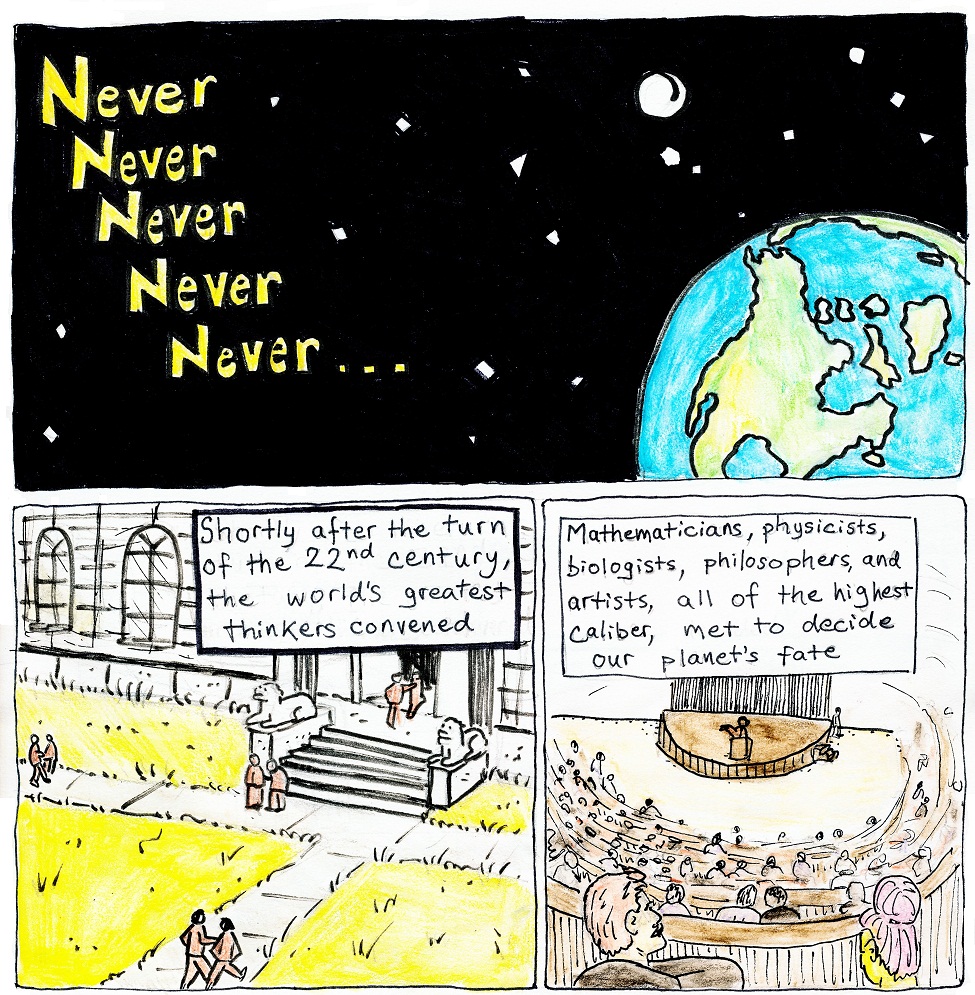 Never
Never
Never
Never
Never...
Shortly after the turn
of the 22nd century,
the world's greatest
thinkers convened
Mathematicians, physicists,
biologists, philosophers, and
artists, all of the highest
caliber, met to decide
our planet's fate